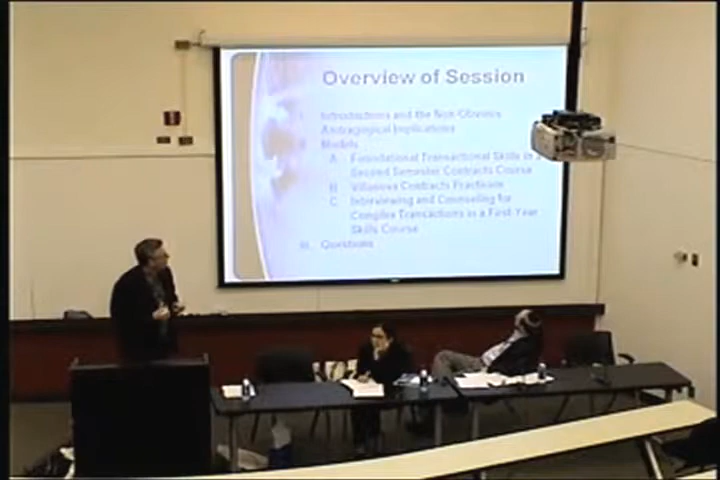 Overview of Session
Introductions and the Non-Obvious
Andragogical Implications
Models
A. Foundational Transactional Skills in a
Second Semester Contracts Course
B. Villanova Contracts Practicum
C. Interviewing and Counseling for
Complex Transactions in a First-Year
Skills Course
III. Questions